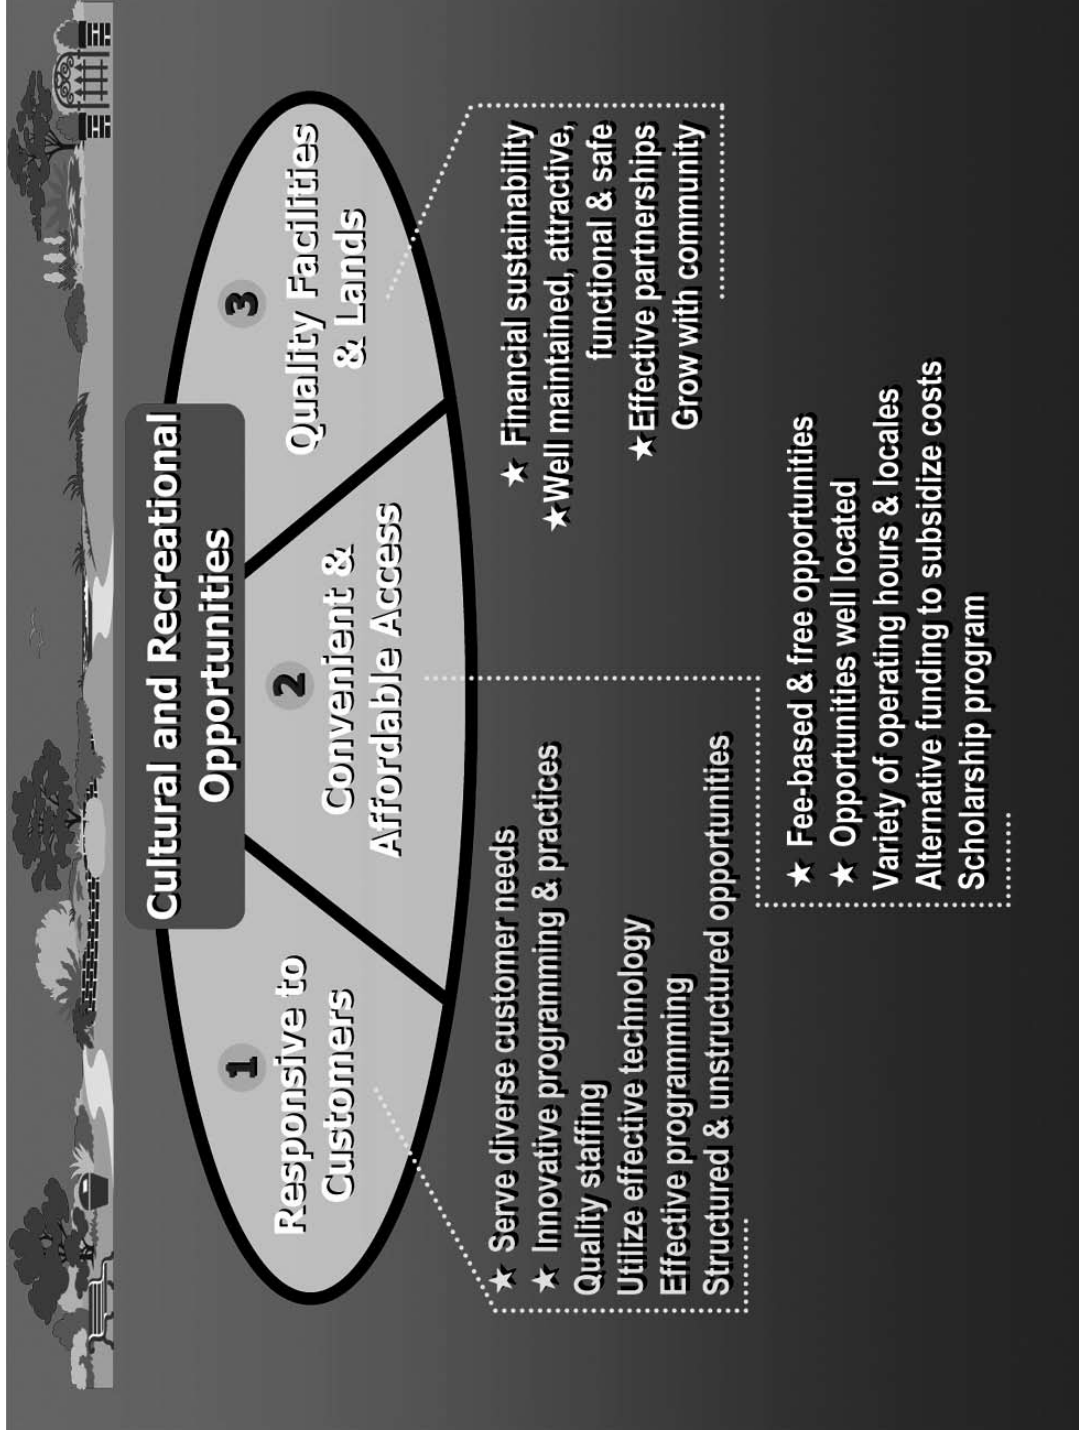 Cultural and Recreational
Opportunities
1
Responsive to
Customers
2
Convenient &
Affordable Access
3
Quality Facilities
& Lands
★ Serve diverse customer needs
★ Innovative programming & practices
Quality staffing
Utilize effective technology
Effective programming
Structured & unstructured opportunities
★ Fee-based & free opportunities
★ Opportunities well located
Variety of operating hours & locales
Alternative funding to subsidize costs
Scholarship program
★ Financial sustainability
★Well maintained, attractive,
functional & safe
★Effective partnerships
Grow with community